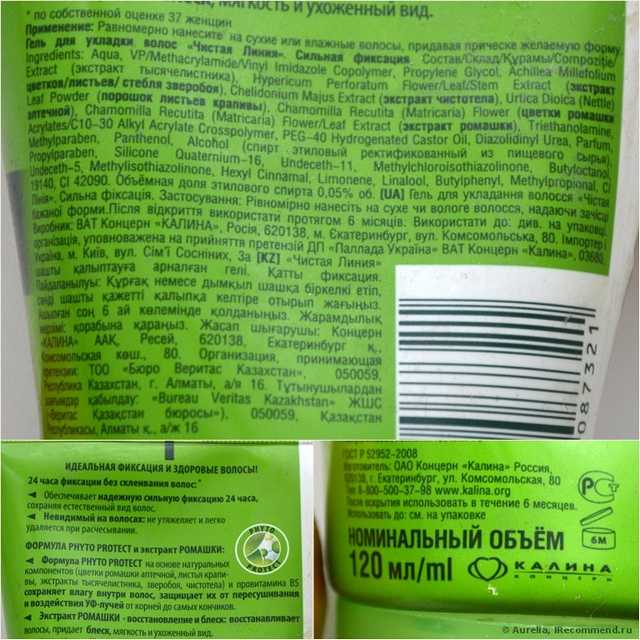 БЛЕСК, МЯГКОСТЬ И УХОЖЕННЫЙ ВИД.
* по собственной оценке 37 женщин
Применение: Равномерно нанесите на сухие или влажные волосы, придавая прическе желаемую форму.
Гель для укладки волос «Чистая Линия». Сильная фиксация Состав/Склад/Құрамы/Compoziție/
Ingredients: Aqua, VP/Methacrylamide/Vinyl Imidazole Copolymer, Propylene Glycol, Achillea Millefolium
Extract (экстракт тысячелистника), Hypericum Perforatum Flower/Leaf/Stem Extract (экстракт
цветков/листьев/ стебля зверобоя), Chelidonium Majus Extract (экстракт чистотела), Urtica Dioica (Nettle)
Leaf Powder (порошок листьев крапивы), Chamomilla Recutita (Matricaria) Flower (цветки ромашки
аптечной), Chamomilla Recutita (Matricaria) Flower/Leaf Extract (экстракт ромашки), Triethanolamine,
Acrylates/C10-30 Alkyl Acrylate Crosspolymer, PEG-40 Hydrogenated Castor Oil, Diazolidinyl Urea, Parfum,
Methylparaben, Panthenol, Alcohol (спирт этиловый ректификованный из пищевого сырья),
Propylparaben, Silicone Quaternium-16, Undeceth-11, Methylchloroisothiazolinone, Butyloctanol,
Undeceth-5, Methylisothiazolinone, Hexyl Cinnamal, Limonene, Linalool, Butylphenyl, Methylpropional, CI
19140, CI 42090. Объёмная доля этилового спирта 0,05% об. [UA] Гель для укладання волосся «Чистая
Линия». Сильна фіксація. Застосування: Рівномірно нанесіть на сухе чи вологе волосся, надаючи зачісці
бажаної форми.Після відкриття використати протягом 6 місяців. Використати до: див. на упаковці.
Виробник: ВАТ Концерн «КАЛИНА», Росія, 620138, м. Єкатеринбург, вул. Комсомольська, 80. Імпортер і
організація, уповноважена на прийняття претензій ДП «Паллада Україна» ВАТ Концерн «Калина», 03680,
Україна, м. Київ, вул. Сім'ї Сосніних, 3а [KZ] «Чистая Линия»
шашты қалыптауға арналған гелі. Қатты фиксация.
Пайдаланылуы: Құрғақ немесе дымқыл шашқа біркелкі етіп,
сәнді шашты қажетті қалыпқа келтіре отырып жағыңыз.
Ашылған соң 6 ай көлемінде қолданыңыз. Жарамдылық
мерзімі: қорабына қараңыз. Жасап шығарушы: Концерн
«КАЛИНА» ААҚ, Ресей, 620138, Екатеринбург қ.,
Комсомольская көш., 80. Организация, принимающая
претензии: ТОО «Бюро Веритас Казахстан», 050059,
Республика Казахстан, г. Алматы, а/я 16. Тұтынушылардан
шағымдар қабылдау: «Bureau Veritas Kazakhstan» ЖШС
(«Веритас Қазақстан бюросы»), 050059, Қазақстан
Республикасы, Алматы қ., а/ж 16
087321
ИДЕАЛЬНАЯ ФИКСАЦИЯ И ЗДОРОВЫЕ ВОЛОСЫ!
24 часа фиксации без склеивания волос:*
◄ Обеспечивает надежную сильную фиксацию 24 часа,
сохраняя естественный вид волос.
◄ Невидимый на волосах: не утяжеляет и легко
удаляется при расчесывании.
ФОРМУЛА PHYTO PROTECT и экстракт РОМАШКИ:
◄ Формула PHYTO PROTECT на основе натуральных
компонентов (цветки ромашки аптечной, листья крапи-
вы, экстракты тысячелистника, зверобоя, чистотела) и провитамина B5
сохраняет влагу внутри волос, защищает их от пересушивания
и воздействия УФ-лучей от корней до самых кончиков.
◄ Экстракт РОМАШКИ - восстановление и блеск: восстанавливает
волосы, придает блеск, мягкость и ухоженный вид.
PHYTO
PROTECT
ГОСТ Р 52952-2008
Изготовитель: ОАО Концерн «Калина» Россия,
620138, г. Екатеринбург, ул. Комсомольская, 80
Тел 8-800-500-37-98 www.kalina.org
После вскрытия использовать в течение 6 месяцев.
Использовать до: см. на упаковке
РСТ
6М
НОМИНАЛЬНЫЙ ОБЪЁМ
120 мл/ml
КАЛИНА
КОНЦЕРН
© Aurelia, IRecommend.ru